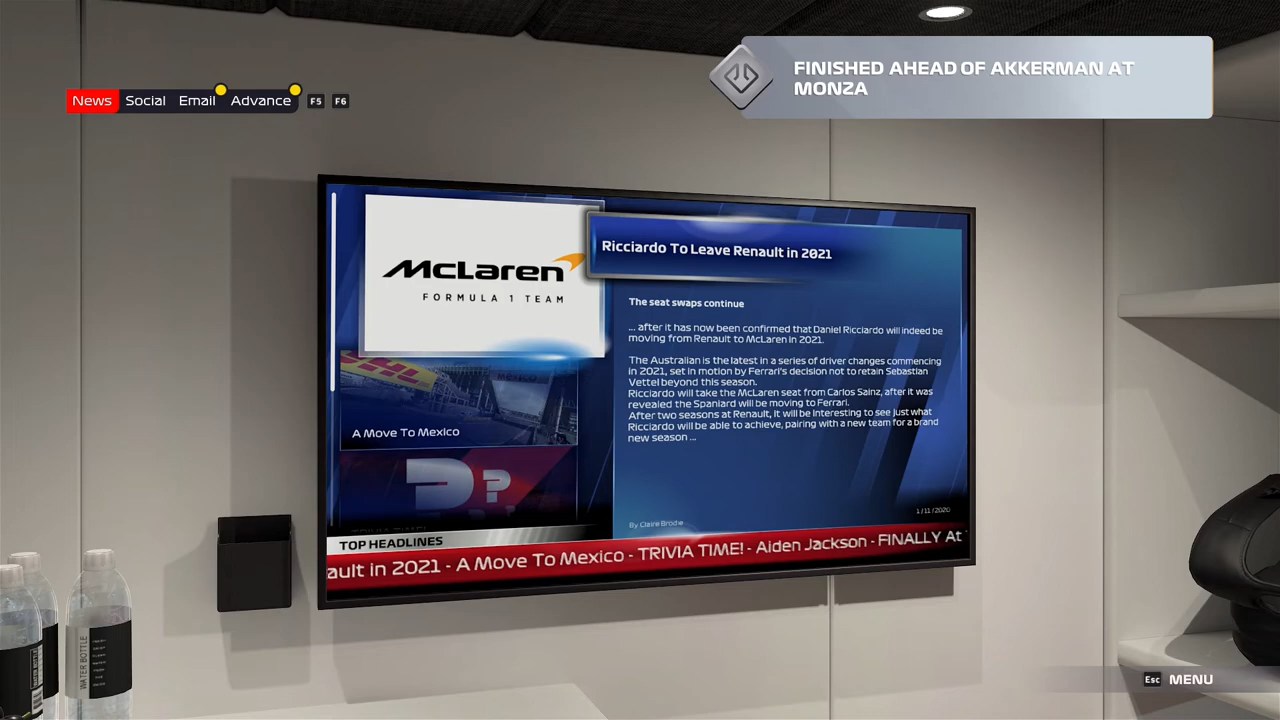 FINISHED AHEAD OF AKKERMAN AT
MONZA
News Social Email Advance F5 F6
McLaren
FORMULA 1 TEAM
Ricciardo To Leave Renault in 2021
The seat swaps continue
... after it has now been confirmed that Daniel Ricciardo will indeed be
moving from Renault to McLaren in 2021.
The Australian is the latest in a series of driver changes commencing
in 2021, set in motion by Ferrari's decision not to retain Sebastian
Vettel beyond this season.
Ricciardo will take the McLaren seat from Carlos Sainz, after it was
revealed the Spaniard will be moving to Ferrari.
After two seasons at Renault, it will be interesting to see just what
Ricciardo will be able to achieve, pairing with a new team for a brand
new season ...
By Claire Brodie
1/11/2020
DHL
A Move To Mexico
? ?
TRIVIA TIME!
TOP HEADLINES
ault in 2021 - A Move To Mexico - TRIVIA TIME! - Aiden Jackson - FINALLY At
WATER BOTTLE
Esc MENU